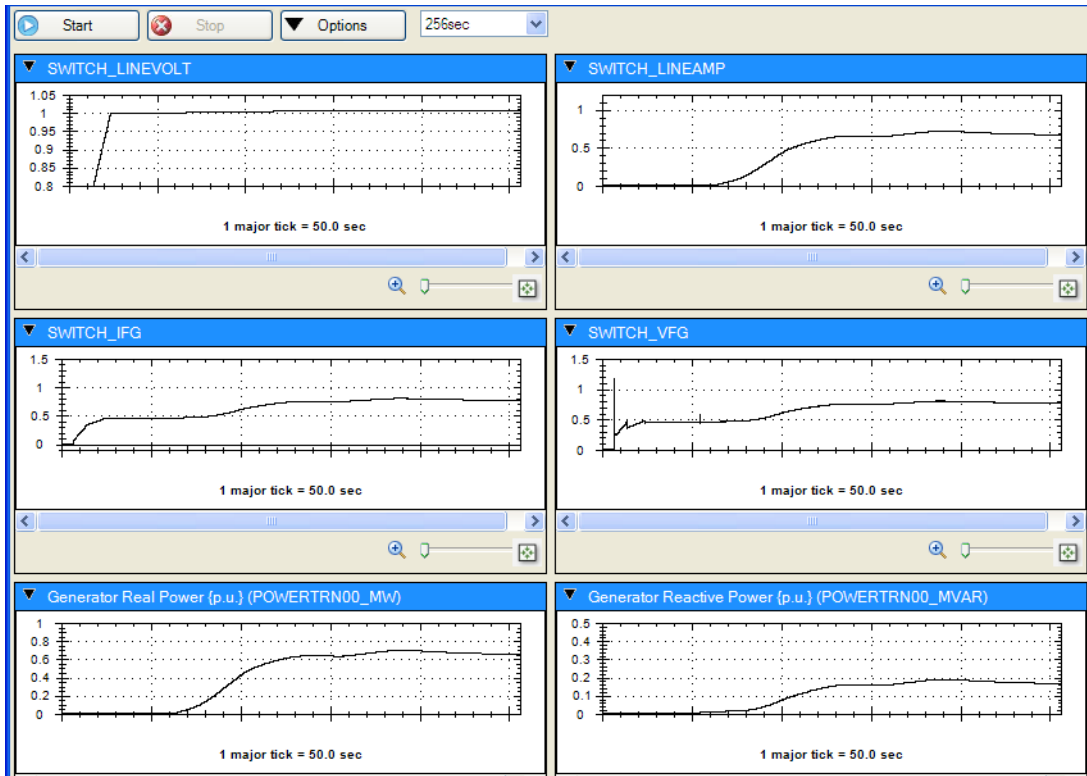 Start Stop Options 256sec
SWITCH_LINEVOLT
1.05
1
0.95
0.9
0.85
0.8
1 major tick = 50.0 sec
SWITCH_LINEAMP
1
0.5
0
1 major tick = 50.0 sec
SWITCH_IFG
1.5
1
0.5
0
1 major tick = 50.0 sec
SWITCH_VFG
1.5
1
0.5
0
1 major tick = 50.0 sec
Generator Real Power {p.u.} (POWERTRN00_MW)
1
0.8
0.6
0.4
0.2
0
1 major tick = 50.0 sec
Generator Reactive Power {p.u.} (POWERTRN00_MVAR)
0.5
0.4
0.3
0.2
0.1
0
1 major tick = 50.0 sec